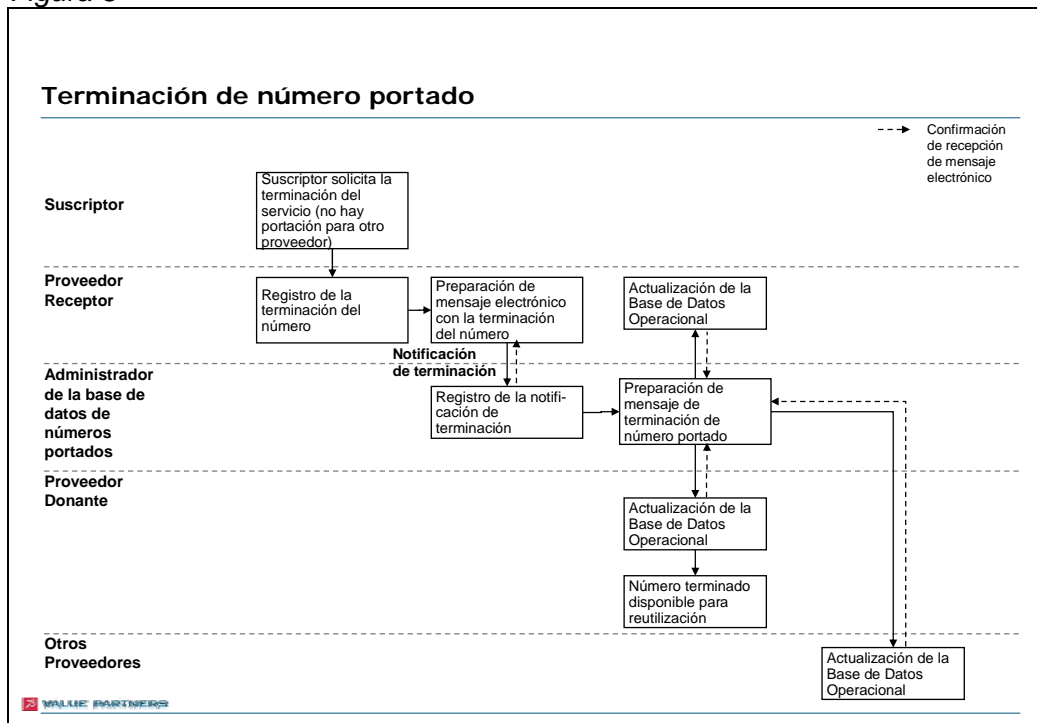 Terminación de número portado
Confirmación
de recepción
de mensaje
electrónico
Suscriptor
Suscriptor solicita la
terminación del
servicio (no hay
portación para otro
proveedor)
Proveedor
Receptor
Registro de la
terminación del
número
Preparación de
mensaje electrónico
con la terminación
del número
Actualización de la
Base de Datos
Operacional
Notificación
de terminación
Administrador
de la base de
datos de
números
portados
Registro de la notifi-
cación de
terminación
Preparación de
mensaje de
terminación de
número portado
Proveedor
Donante
Actualización de la
Base de Datos
Operacional
Número terminado
disponible para
reutilización
Otros
Proveedores
Actualización de la
Base de Datos
Operacional
VALUE PARTNERS